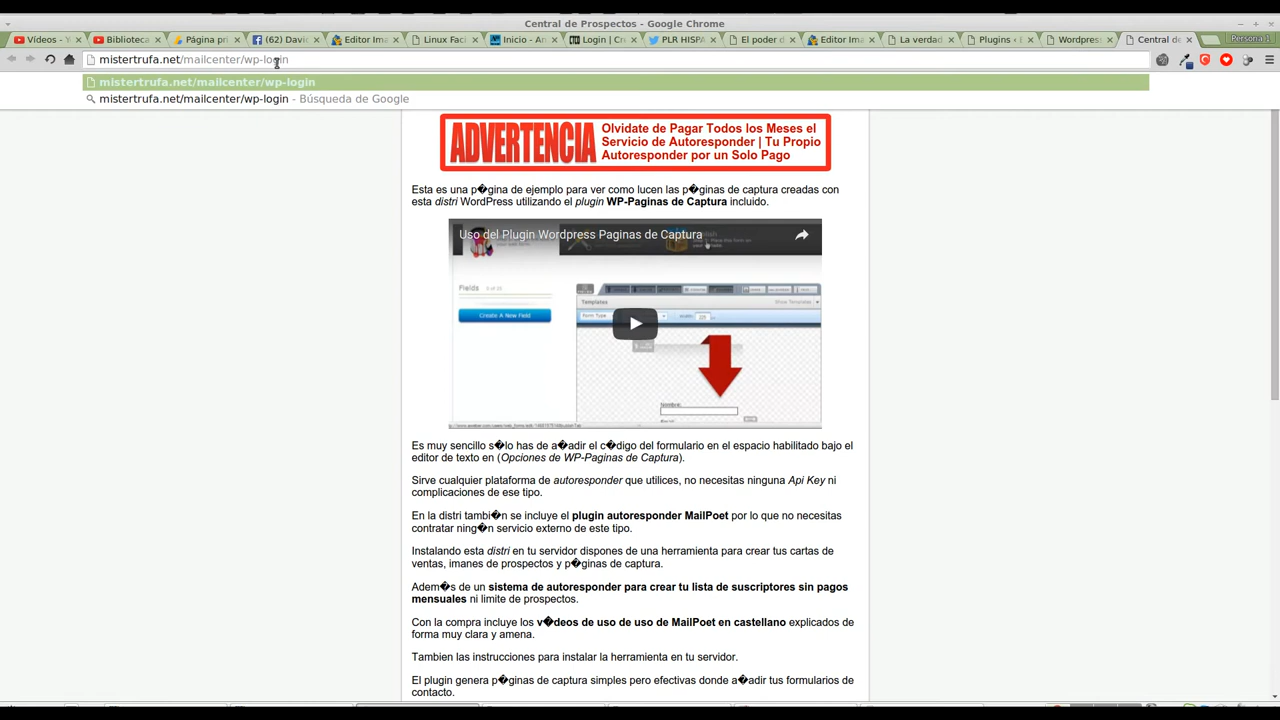 Central de Prospectos - Google Chrome
Vídeos - Y
Biblioteca
Página pri
(62) Davi
Editor Ima
Linux Faci
Inicio - An
Login | Cr
PLR HISPA
El poder d
Editor Ima
La verdad
Plugins ‹
Wordpress
Central de
Persona 1
mistertrufa.net/mailcenter/wp-login
mistertrufa.net/mailcenter/wp-login
mistertrufa.net/mailcenter/wp-login - Búsqueda de Google
ADVERTENCIA
Olvidate de Pagar Todos los Meses el
Servicio de Autoresponder | Tu Propio
Autoresponder por un Solo Pago
Esta es una p�gina de ejemplo para ver como lucen las p�ginas de captura creadas con
esta distri WordPress utilizando el plugin WP-Paginas de Captura incluido.
Uso del Plugin Wordpress Paginas de Captura
Fields
Create A New Field
Templates
Show Templates
Form Type
Nombre:
Es muy sencillo s�lo has de a�adir el c�digo del formulario en el espacio habilitado bajo el
editor de texto en (Opciones de WP-Paginas de Captura).
Sirve cualquier plataforma de autoresponder que utilices, no necesitas ninguna Api Key ni
complicaciones de ese tipo.
En la distri tambi�n se incluye el plugin autoresponder MailPoet por lo que no necesitas
contratar ning�n servicio externo de este tipo.
Instalando esta distri en tu servidor dispones de una herramienta para crear tus cartas de
ventas, imanes de prospectos y p�ginas de captura.
Adem�s de un sistema de autoresponder para crear tu lista de suscriptores sin pagos
mensuales ni limite de prospectos.
Con la compra incluye los v�deos de uso de uso de MailPoet en castellano explicados de
forma muy clara y amena.
Tambien las instrucciones para instalar la herramienta en tu servidor.
El plugin genera p�ginas de captura simples pero efectivas donde a�adir tus formularios de
contacto.